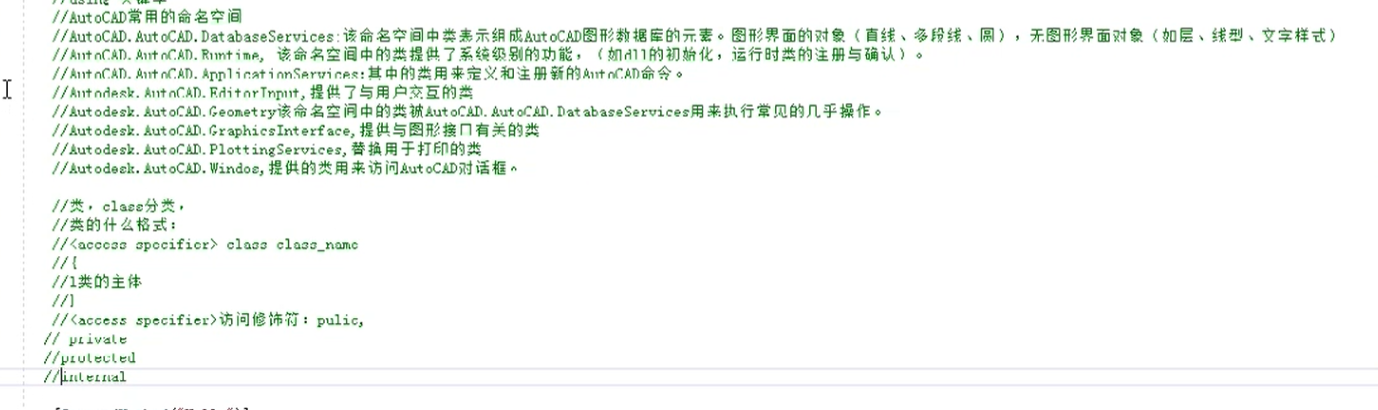 //using 关键字
//AutoCAD常用的命名空间
//AutoCAD.AutoCAD.DatabaseServices:该命名空间中类表示组成AutoCAD图形数据库的元素。图形界面的对象（直线、多段线、圆），无图形界面对象（如层、线型、文字样式）
//AutoCAD.AutoCAD.Runtime, 该命名空间中的类提供了系统级别的功能，（如dll的初始化，运行时类的注册与确认）。
//AutoCAD.AutoCAD.ApplicationServices:其中的类用来定义和注册新的AutoCAD命令。
//Autodesk.AutoCAD.EditorInput,提供了与用户交互的类
//Autodesk.AutoCAD.Geometry该命名空间中的类被AutoCAD.AutoCAD.DatabaseServices用来执行常见的几乎操作。
//Autodesk.AutoCAD.GraphicsInterface,提供与图形接口有关的类
//Autodesk.AutoCAD.PlottingServices,替换用于打印的类
//Autodesk.AutoCAD.Windos,提供的类用来访问AutoCAD对话框。
//类，class分类，
//类的什么格式：
//<access specifier> class class_name
//{
//1类的主体
//}
//<access specifier>访问修饰符：pulic,
// private
//protected
//internal